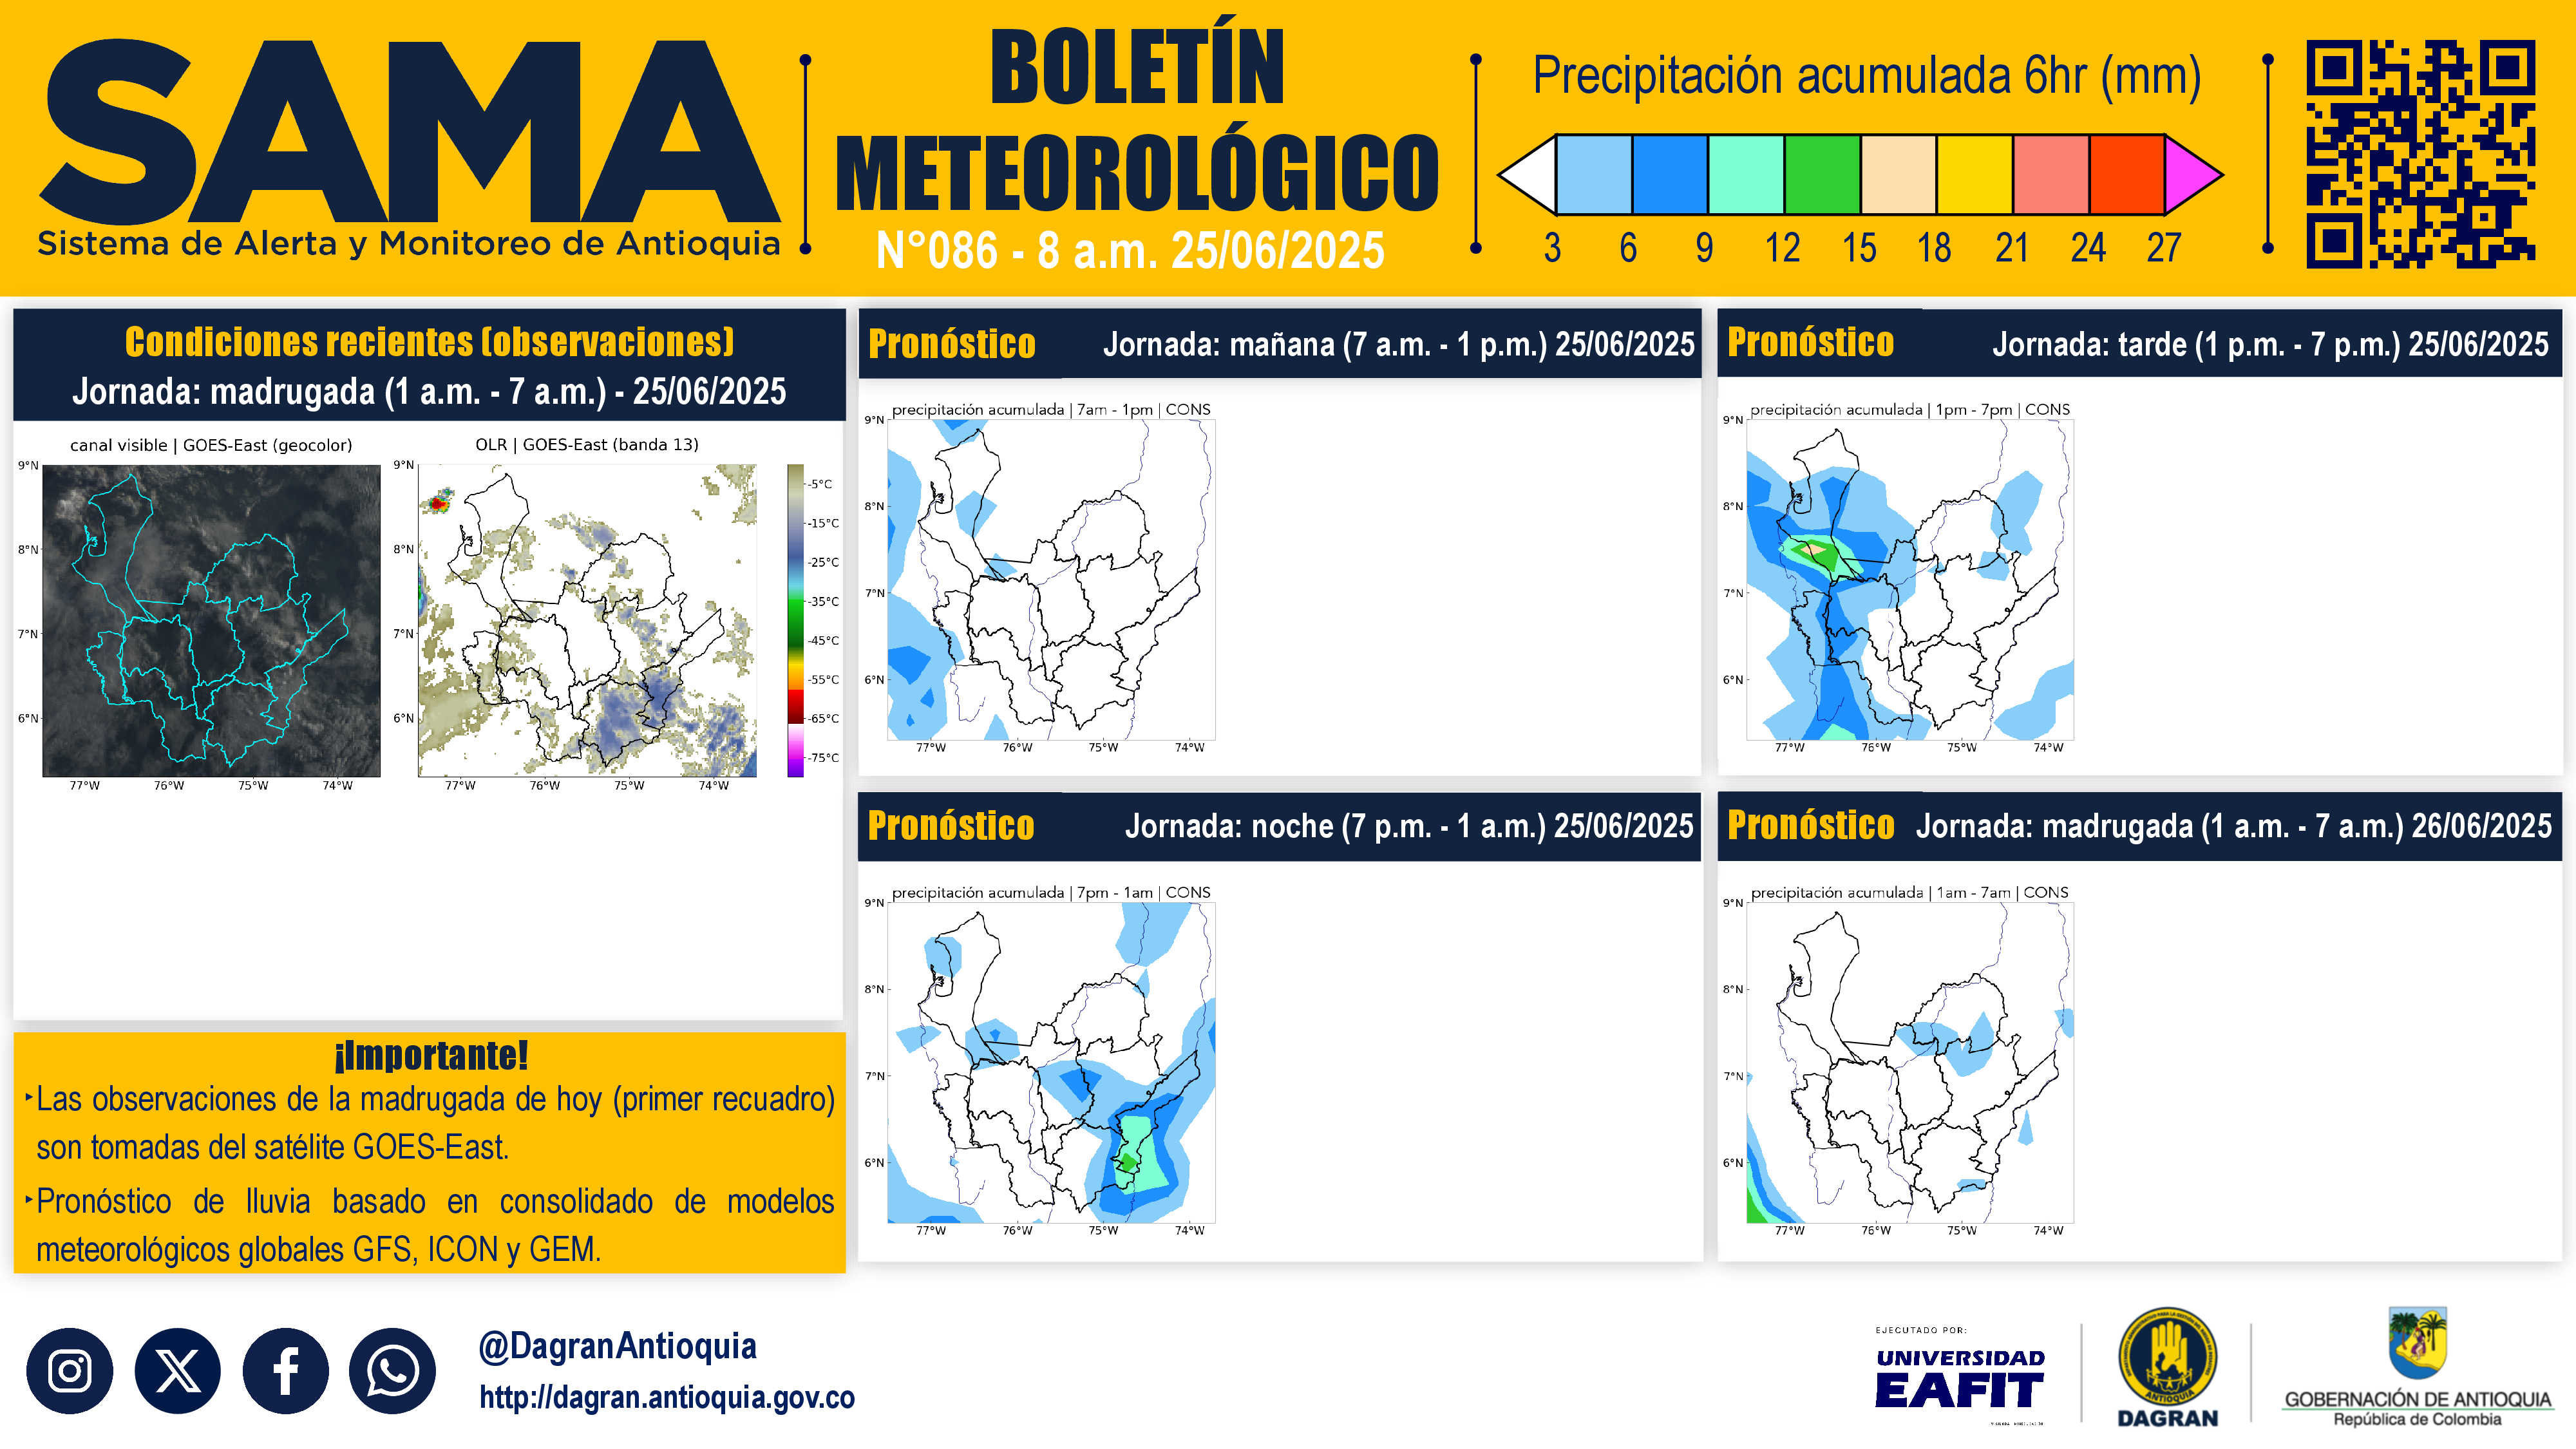 SAMA
Sistema de Alerta y Monitoreo de Antioquia
BOLETÍN
METEOROLÓGICO
N°086 - 8 a.m. 25/06/2025
Precipitación acumulada 6hr (mm)
3 6 9 12 15 18 21 24 27
Condiciones recientes (observaciones)
Jornada: madrugada (1 a.m. - 7 a.m.) - 25/06/2025
canal visible | GOES-East (geocolor)
9°N
8°N
7°N
6°N
77°W 76°W 75°W 74°W
OLR | GOES-East (banda 13)
9°N
8°N
7°N
6°N
77°W 76°W 75°W 74°W
-5°C
-15°C
-25°C
-35°C
-45°C
-55°C
-65°C
-75°C
¡Importante!
‣Las observaciones de la madrugada de hoy (primer recuadro)
son tomadas del satélite GOES-East.
‣Pronóstico de lluvia basado en consolidado de modelos
meteorológicos globales GFS, ICON y GEM.
Pronóstico Jornada: mañana (7 a.m. - 1 p.m.) 25/06/2025
precipitación acumulada | 7am - 1pm | CONS
9°N
8°N
7°N
6°N
77°W 76°W 75°W 74°W
Pronóstico Jornada: tarde (1 p.m. - 7 p.m.) 25/06/2025
precipitación acumulada | 1pm - 7pm | CONS
9°N
8°N
7°N
6°N
77°W 76°W 75°W 74°W
Pronóstico Jornada: noche (7 p.m. - 1 a.m.) 25/06/2025
precipitación acumulada | 7pm - 1am | CONS
9°N
8°N
7°N
6°N
77°W 76°W 75°W 74°W
Pronóstico Jornada: madrugada (1 a.m. - 7 a.m.) 26/06/2025
precipitación acumulada | 1am - 7am | CONS
9°N
8°N
7°N
6°N
77°W 76°W 75°W 74°W
@DagranAntioquia
http://dagran.antioquia.gov.co
EJECUTADO POR:
UNIVERSIDAD
EAFIT
ANTIOQUIA
DAGRAN
GOBERNACIÓN DE ANTIOQUIA
República de Colombia